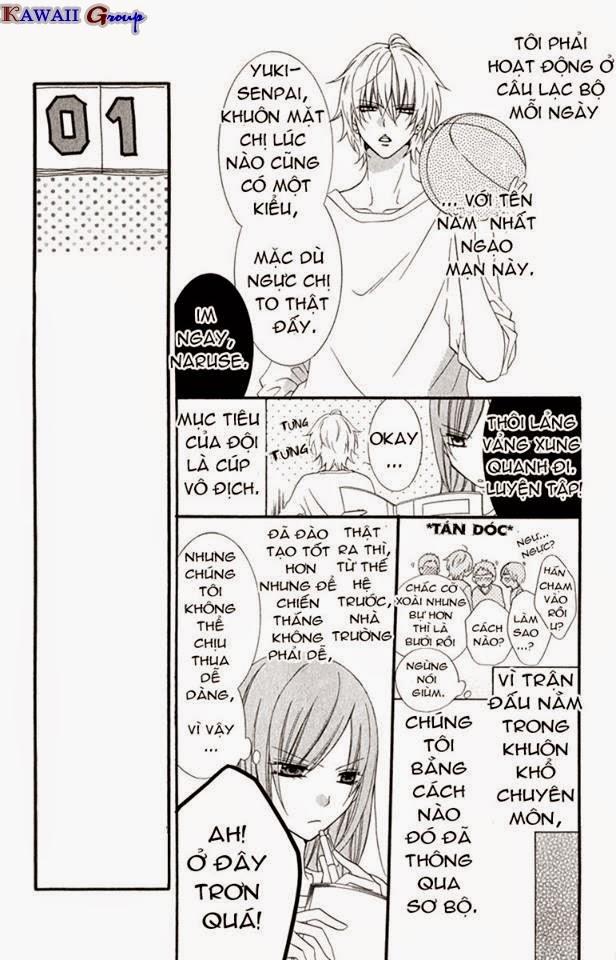 KAWAII Group
TÔI PHẢI
HOẠT ĐỘNG Ở
CÂU LẠC BỘ
MỖI NGÀY
... VỚI TÊN
NĂM NHẤT
NGẠO
MẠN NÀY.
YUKI-
SENPAI,
KHUÔN MẶT
CHỊ LÚC
NÀO CŨNG
CÓ MỘT
KIỂU,
MẶC DÙ
NGỰC CHỊ
TO THẬT
ĐẤY.
IM
NGAY,
NARUSE.
01
THÔI LẢNG
VẢNG XUNG
QUANH ĐI.
LUYỆN TẬP!
OKAY
...
TƯNG
TƯNG
MỤC TIÊU
CỦA ĐỘI
LÀ CÚP
VÔ ĐỊCH.
*TÁN DÓC*
NGỰ...
NGỰC?
HẮN
CHẠM
VÀO
RỒI
Ư?
LÀM
SAO
...?
CÁCH
NÀO?
CHẮC CỠ
XOÀI NHƯNG
BỰ HƠN
THÌ LÀ
BƯỞI RỒI
NGỪNG
NÓI
GIÙM.
THẬT
RA THÌ,
TỪ THẾ
HỆ
TRƯỚC,
NHÀ
TRƯỜNG
ĐÃ ĐÀO
TẠO TỐT
HƠN
NHƯNG ĐỂ
CHIẾN
THẮNG
KHÔNG
PHẢI DỄ,
NHƯNG
CHÚNG
TÔI
KHÔNG
THỂ
CHỊU
THUA
DỄ
DÀNG,
VÌ VẬY
...
VÌ TRẬN
ĐẤU NẰM
TRONG
KHUÔN
KHỔ
CHUYÊN
MÔN,
CHÚNG
TÔI
BẰNG
CÁCH
NÀO
ĐÓ ĐÃ
THÔNG
QUA
SƠ BỘ.
AH!
Ở ĐÂY
TRƠN
QUÁ!